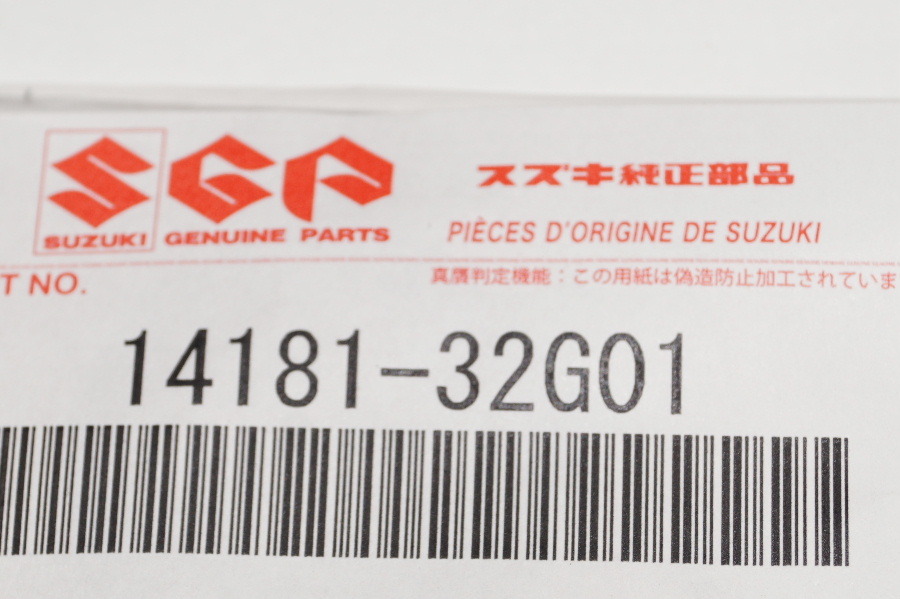 SGP スズキ純正部品
SUZUKI GENUINE PARTS PIÈCES D'ORIGINE DE SUZUKI
T NO. 真贋判定機能：この用紙は偽造防止加工されていま
14181-32G01